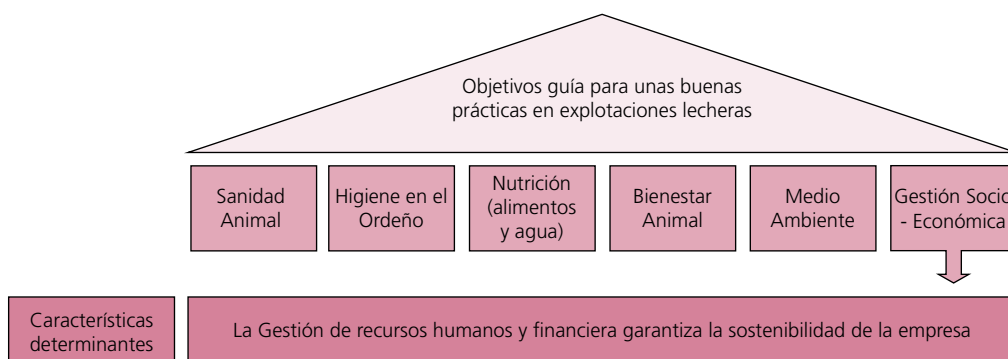 Objetivos guía para unas buenas
prácticas en explotaciones lecheras
Sanidad
Animal
Higiene en el
Ordeño
Nutrición
(alimentos
y agua)
Bienestar
Animal
Medio
Ambiente
Gestión Socio
- Económica
Características
determinantes
La Gestión de recursos humanos y financiera garantiza la sostenibilidad de la empresa